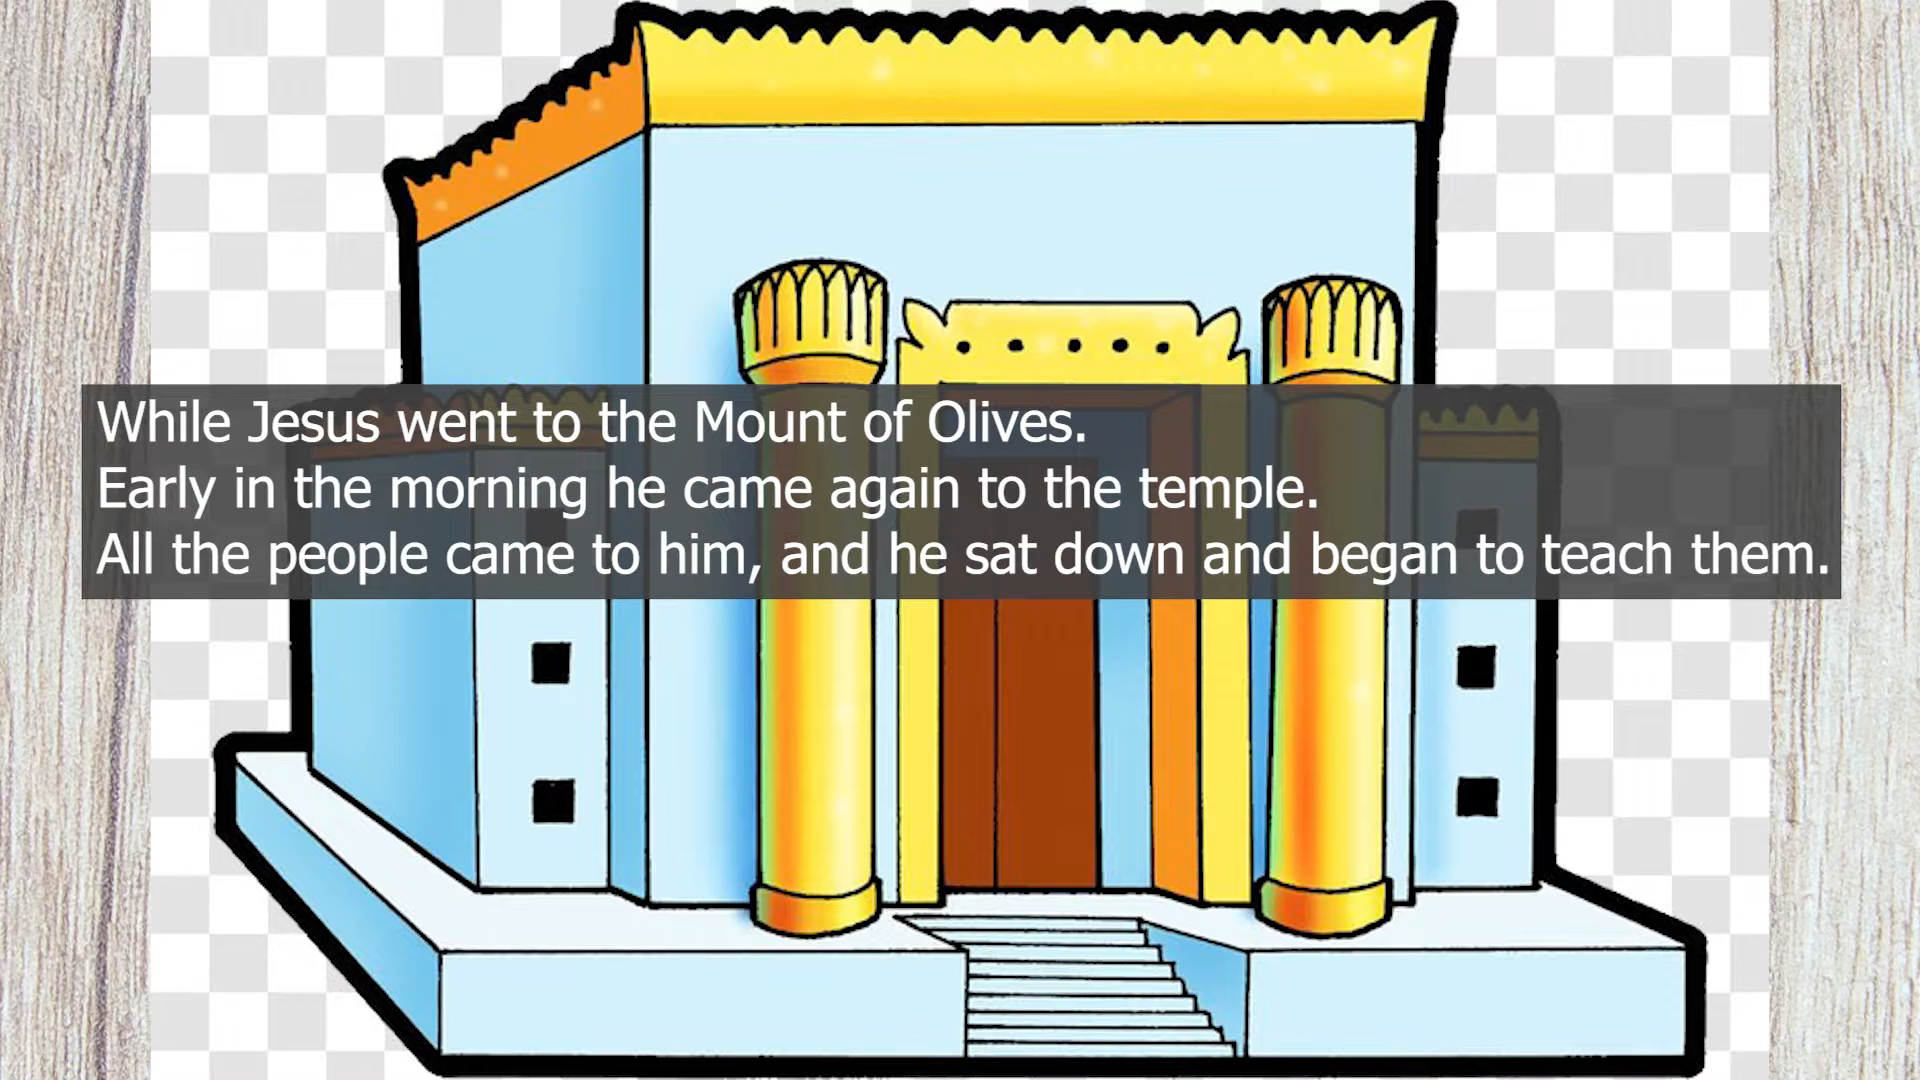 While Jesus went to the Mount of Olives.
Early in the morning he came again to the temple.
All the people came to him, and he sat down and began to teach them.